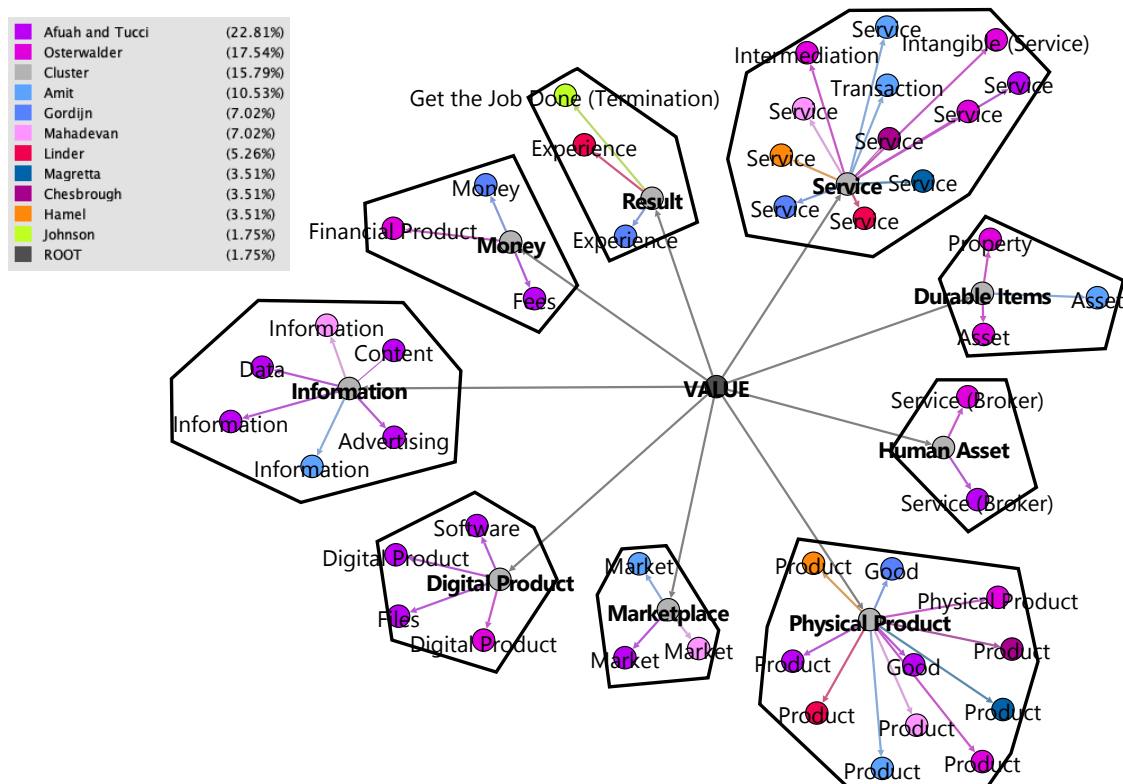 Afuah and Tucci (22.81%)
Osterwalder (17.54%)
Cluster (15.79%)
Amit (10.53%)
Gordijn (7.02%)
Mahadevan (7.02%)
Linder (5.26%)
Magretta (3.51%)
Chesbrough (3.51%)
Hamel (3.51%)
Johnson (1.75%)
ROOT (1.75%)
Get the Job Done (Termination)
Experience
Result
Experience
Money
Financial Product
Money
Fees
Service
Intermediation
Intangible (Service)
Transaction
Service
Service
Service
Service
Service
Service
Service
Service
Service
Property
Durable Items
Asset
Asset
Information
Content
Data
Information
Information
Advertising
Information
VALUE
Service (Broker)
Human Asset
Service (Broker)
Software
Digital Product
Digital Product
Files
Digital Product
Market
Marketplace
Market
Market
Product
Good
Physical Product
Physical Product
Product
Product
Good
Product
Product
Product
Product
Product